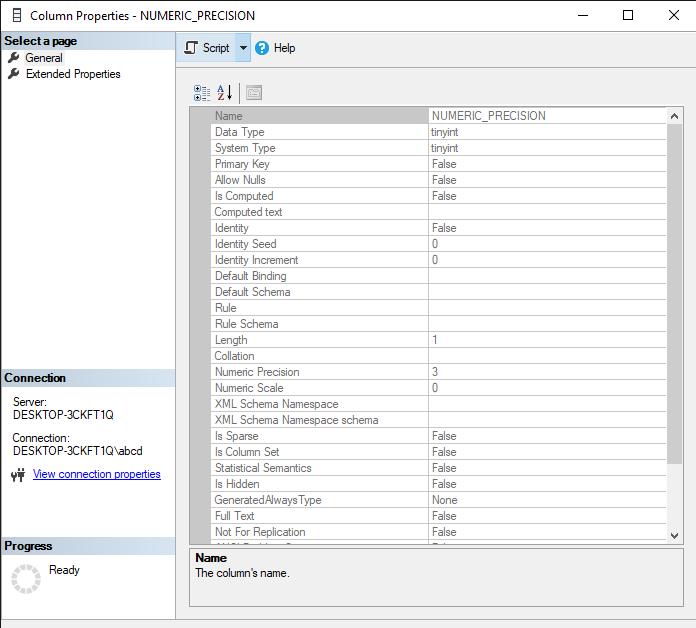 Column Properties - NUMERIC_PRECISION
Select a page
General
Extended Properties
Script
Help
Name NUMERIC_PRECISION
Data Type tinyint
System Type tinyint
Primary Key False
Allow Nulls False
Is Computed False
Computed text
Identity False
Identity Seed 0
Identity Increment 0
Default Binding
Default Schema
Rule
Rule Schema
Length 1
Collation
Numeric Precision 3
Numeric Scale 0
XML Schema Namespace
XML Schema Namespace schema
Is Sparse False
Is Column Set False
Statistical Semantics False
Is Hidden False
GeneratedAlwaysType None
Full Text False
Not For Replication False
Connection
Server:
DESKTOP-3CKFT1Q
Connection:
DESKTOP-3CKFT1Q\abcd
View connection properties
Progress
Ready
Name
The column's name.